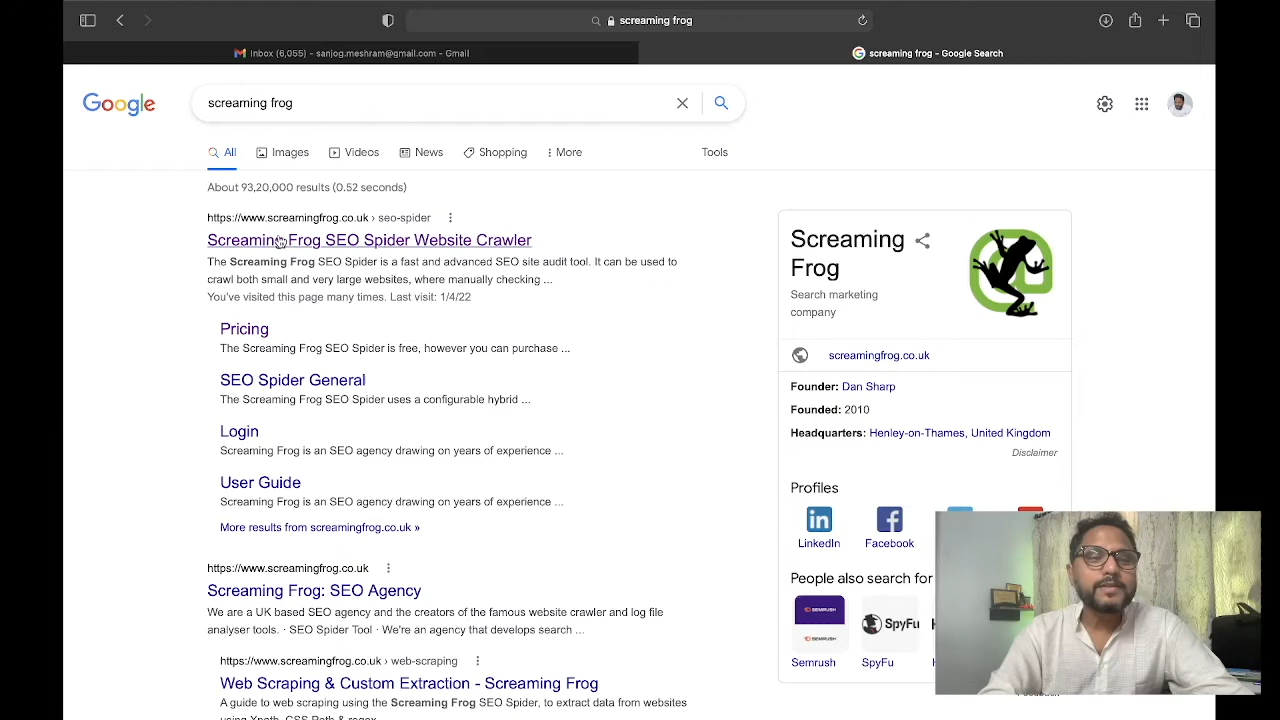 screaming frog
Inbox (6,055) - sanjog.meshram@gmail.com - Gmail
screaming frog - Google Search
Google
screaming frog
All
Images
Videos
News
Shopping
More
Tools
About 93,20,000 results (0.52 seconds)
https://www.screamingfrog.co.uk › seo-spider
Screaming Frog SEO Spider Website Crawler
The Screaming Frog SEO Spider is a fast and advanced SEO site audit tool. It can be used to
crawl both small and very large websites, where manually checking ...
You've visited this page many times. Last visit: 1/4/22
Pricing
The Screaming Frog SEO Spider is free, however you can purchase ...
SEO Spider General
The Screaming Frog SEO Spider uses a configurable hybrid ...
Login
Screaming Frog is an SEO agency drawing on years of experience ...
User Guide
Screaming Frog is an SEO agency drawing on years of experience ...
More results from screamingfrog.co.uk »
https://www.screamingfrog.co.uk
Screaming Frog: SEO Agency
We are a UK based SEO agency and the creators of the famous website crawler and log file
analyser tools. · SEO Spider Tool · We're an agency that develops search ...
https://www.screamingfrog.co.uk › web-scraping
Web Scraping & Custom Extraction - Screaming Frog
A guide to web scraping using the Screaming Frog SEO Spider, to extract data from websites
using Xpath, CSS Path & regex.
Screaming
Frog
Search marketing
company
screamingfrog.co.uk
Founder: Dan Sharp
Founded: 2010
Headquarters: Henley-on-Thames, United Kingdom
Disclaimer
Profiles
LinkedIn
Facebook
People also search for
SEMRUSH
SEMRUSH
SpyFu
Semrush
SpyFu